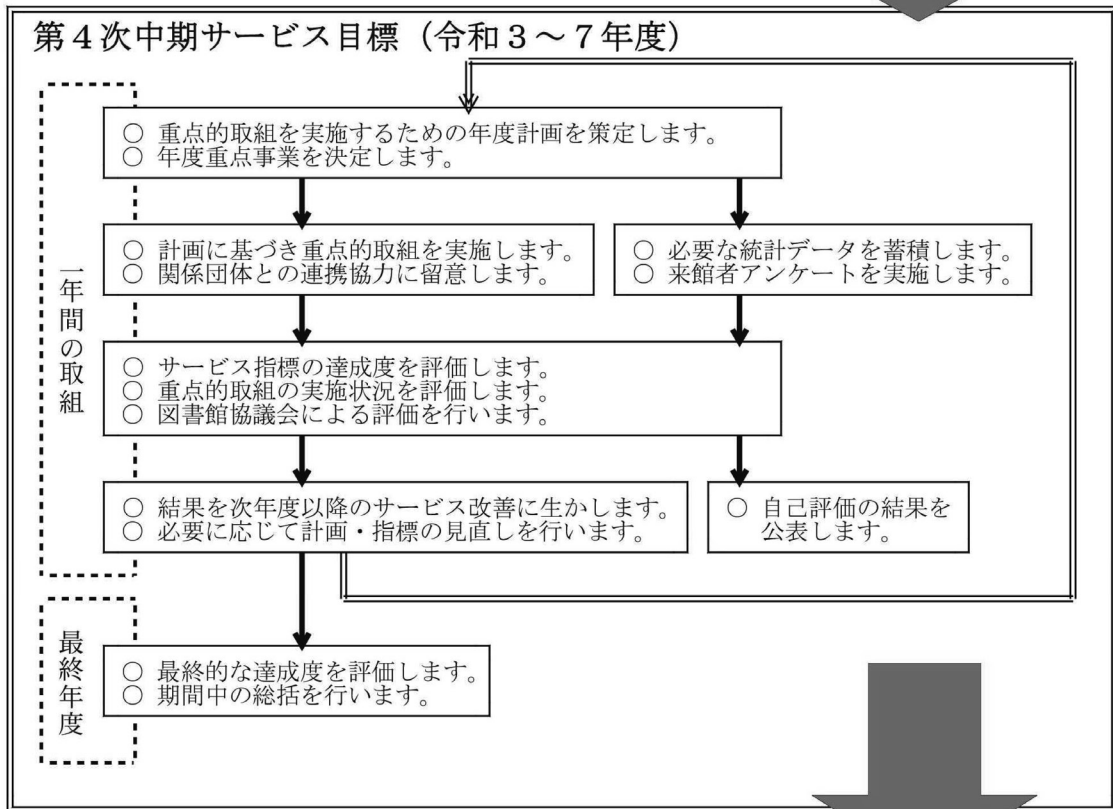 第４次中期サービス目標（令和３～７年度）
一年間の取組
○ 重点的取組を実施するための年度計画を策定します。
○ 年度重点事業を決定します。
○ 計画に基づき重点的取組を実施します。
○ 関係団体との連携協力に留意します。
○ 必要な統計データを蓄積します。
○ 来館者アンケートを実施します。
○ サービス指標の達成度を評価します。
○ 重点的取組の実施状況を評価します。
○ 図書館協議会による評価を行います。
○ 結果を次年度以降のサービス改善に生かします。
○ 必要に応じて計画・指標の見直しを行います。
○ 自己評価の結果を
公表します。
最終年度
○ 最終的な達成度を評価します。
○ 期間中の総括を行います。